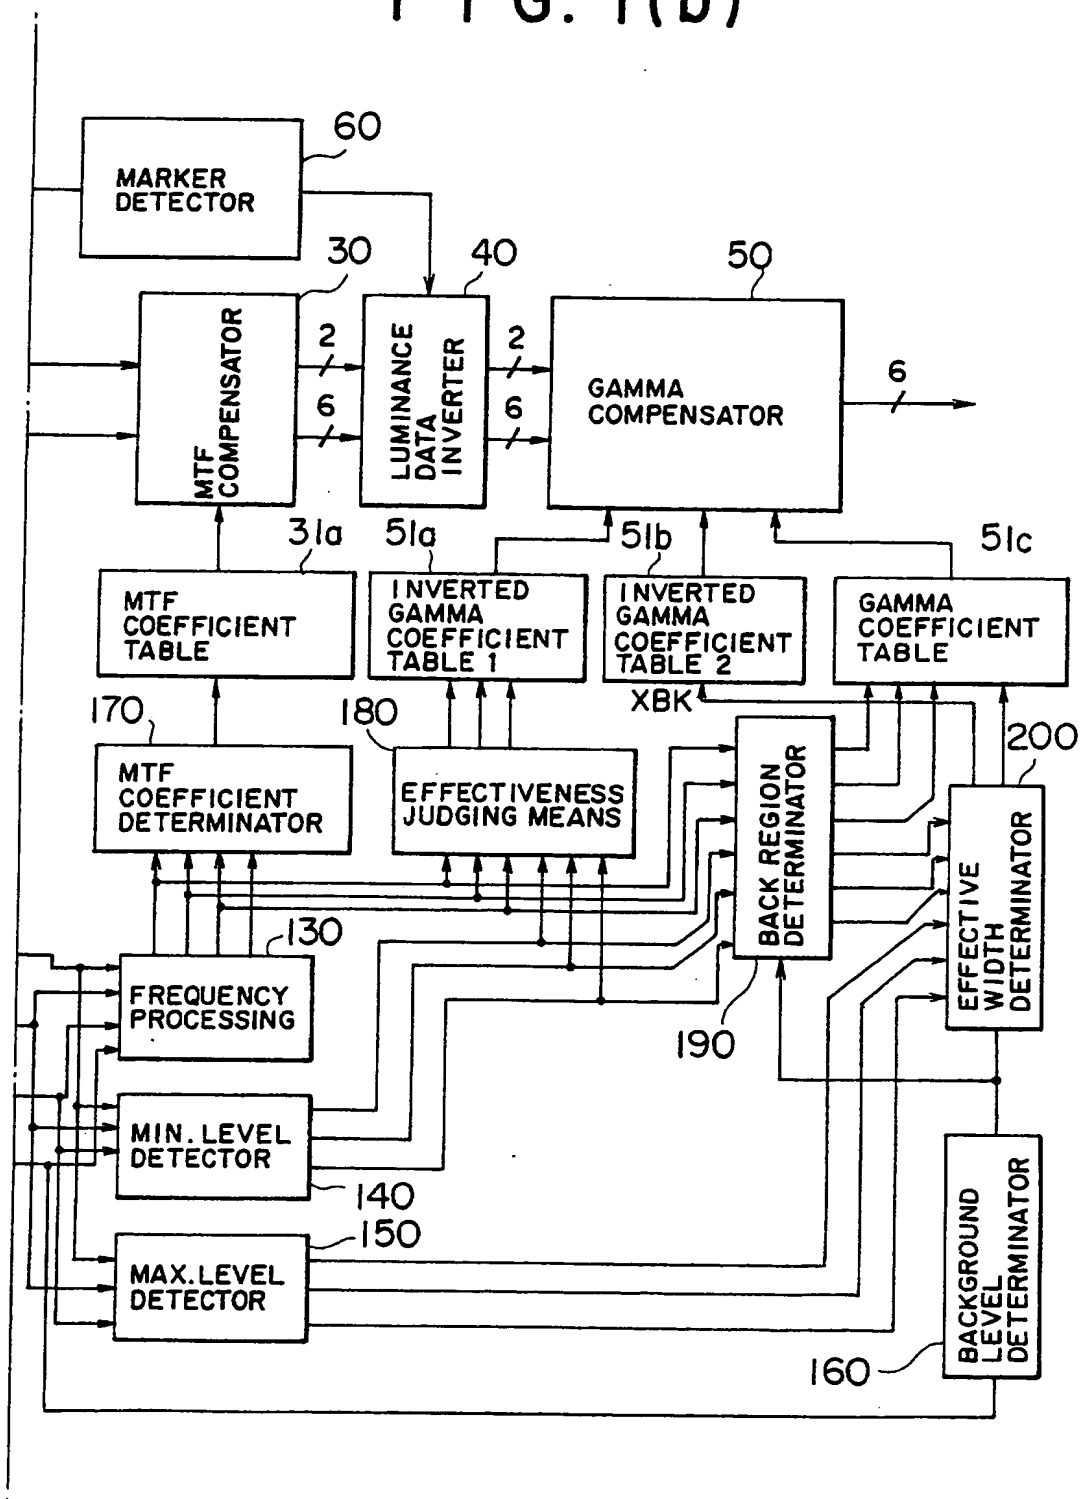 FIG. 1(b)
60
MARKER
DETECTOR
30
40
50
MTF
COMPENSATOR
2
6
LUMINANCE
DATA
INVERTER
2
6
GAMMA
COMPENSATOR
6
31a
51a
51b
51c
MTF
COEFFICIENT
TABLE
INVERTED
GAMMA
COEFFICIENT
TABLE 1
INVERTED
GAMMA
COEFFICIENT
TABLE 2
GAMMA
COEFFICIENT
TABLE
XBK
170
180
200
MTF
COEFFICIENT
DETERMINATOR
EFFECTIVENESS
JUDGING MEANS
BACK REGION
DETERMINATOR
EFFECTIVE
WIDTH
DETERMINATOR
130
FREQUENCY
PROCESSING
190
MIN. LEVEL
DETECTOR
140
150
MAX. LEVEL
DETECTOR
BACKGROUND
LEVEL
DETERMINATOR
160